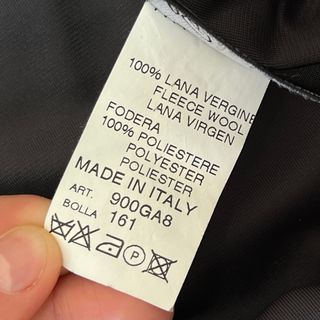 100% LANA VERGINE
FLEECE WOOL
LANA VIRGEN
FODERA
100% POLIESTERE
POLYESTER
POLIESTER
MADE IN ITALY
ART. 900GA8
BOLLA 161
A P